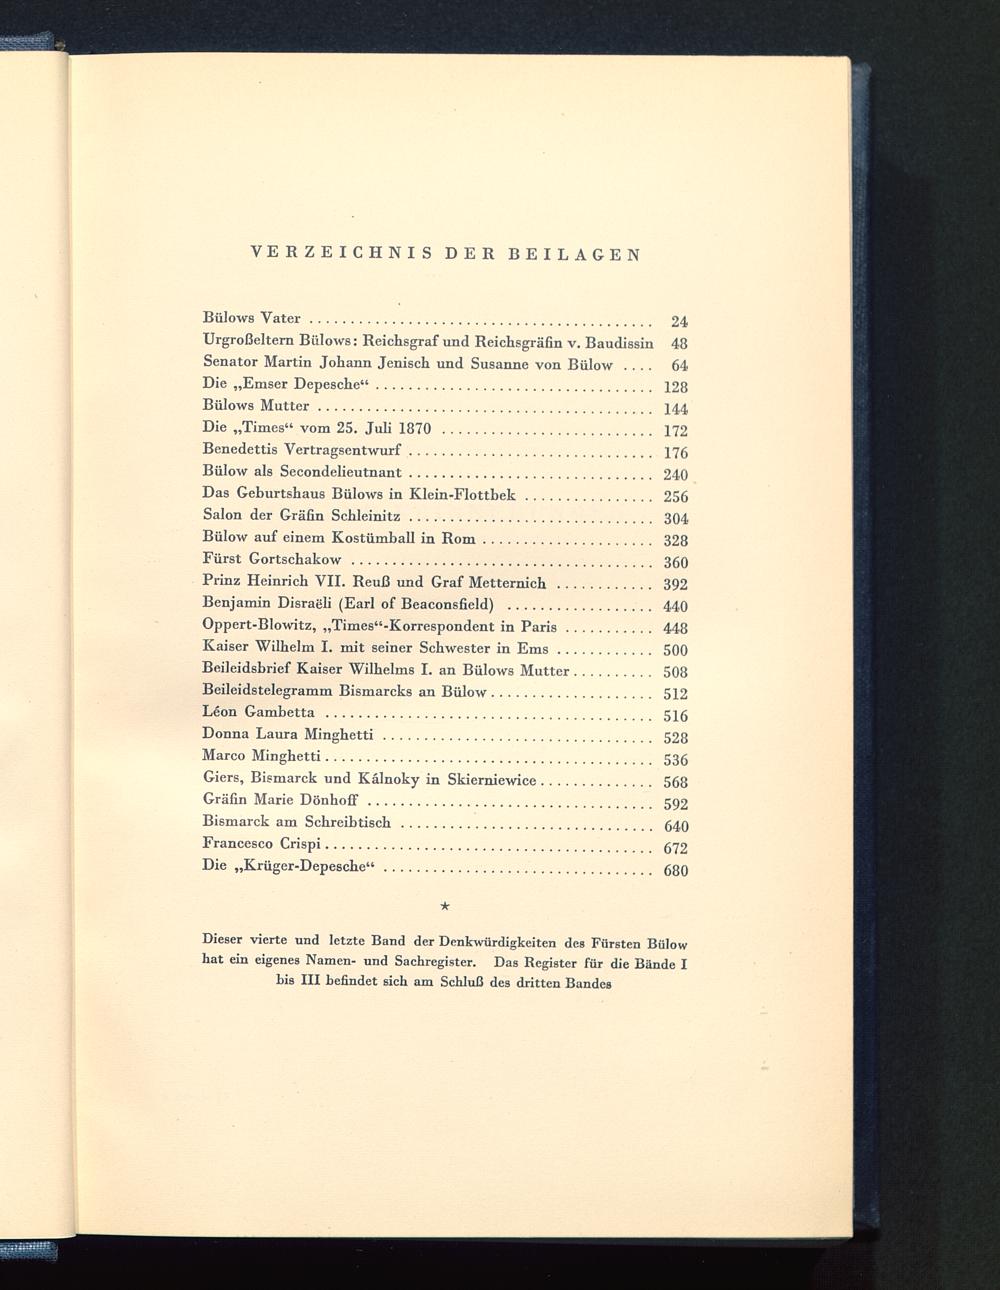 VERZEICHNIS DER BEILAGEN
Bülows Vater ........................................ 24
Urgroßeltern Bülows: Reichsgraf und Reichsgräfin v. Baudissin 48
Senator Martin Johann Jenisch und Susanne von Bülow .... 64
Die „Emser Depesche“ ................................. 128
Bülows Mutter ........................................ 144
Die „Times“ vom 25. Juli 1870 .......................... 172
Benedettis Vertragsentwurf .............................. 176
Bülow als Secondelieutnant .............................. 240
Das Geburtshaus Bülows in Klein-Flottbek ................ 256
Salon der Gräfin Schleinitz .............................. 304
Bülow auf einem Kostümball in Rom ..................... 328
Fürst Gortschakow ..................................... 360
Prinz Heinrich VII. Reuß und Graf Metternich ............ 392
Benjamin Disraëli (Earl of Beaconsfield) .................. 440
Oppert-Blowitz, „Times“-Korrespondent in Paris ........... 448
Kaiser Wilhelm I. mit seiner Schwester in Ems ............ 500
Beileidsbrief Kaiser Wilhelms I. an Bülows Mutter .......... 508
Beileidstelegramm Bismarcks an Bülow .................... 512
Léon Gambetta ........................................ 516
Donna Laura Minghetti ................................. 528
Marco Minghetti ........................................ 536
Giers, Bismarck und Kálnoky in Skierniewice .............. 568
Gräfin Marie Dönhoff ................................... 592
Bismarck am Schreibtisch ............................... 640
Francesco Crispi ........................................ 672
Die „Krüger-Depesche“ ................................. 680
*
Dieser vierte und letzte Band der Denkwürdigkeiten des Fürsten Bülow
hat ein eigenes Namen- und Sachregister. Das Register für die Bände I
bis III befindet sich am Schluß des dritten Bandes